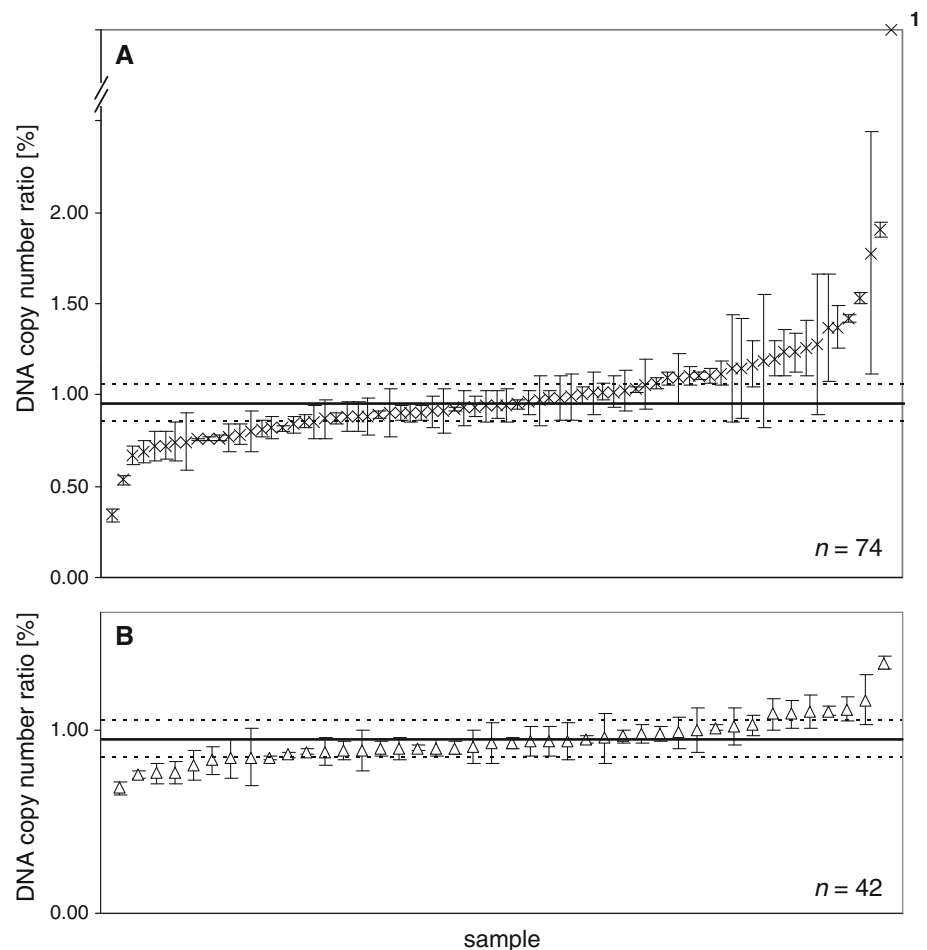 1
A
DNA copy number ratio [%]
2.00
1.50
1.00
0.50
0.00
n = 74
B
DNA copy number ratio [%]
1.00
0.00
n = 42
sample